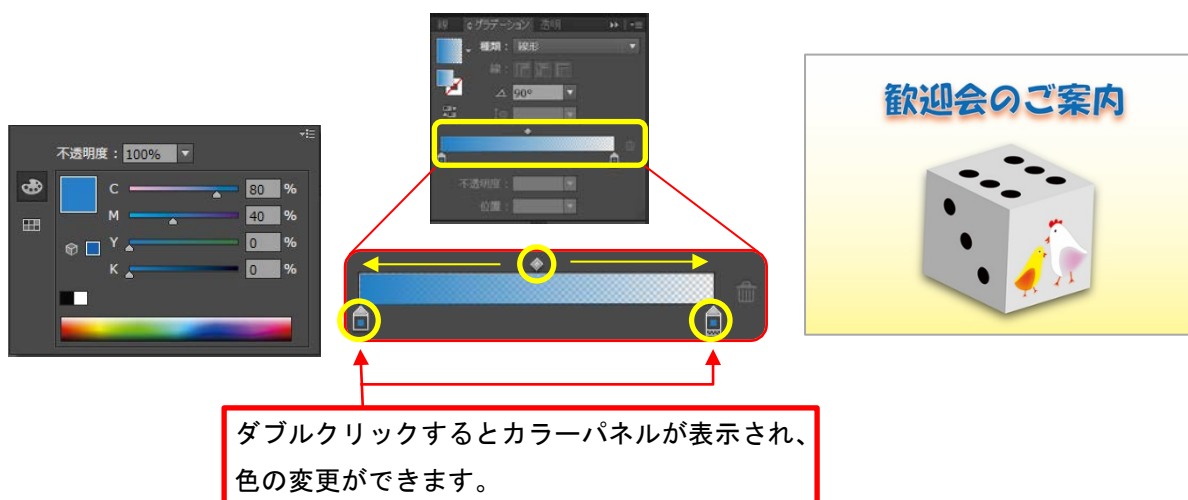 線 グラデーション 透明
種類： 線形
線：
90°
不透明度：
位置：
歓迎会のご案内
不透明度： 100%
C 80 %
M 40 %
Y 0 %
K 0 %
ダブルクリックするとカラーパネルが表示され、
色の変更ができます。